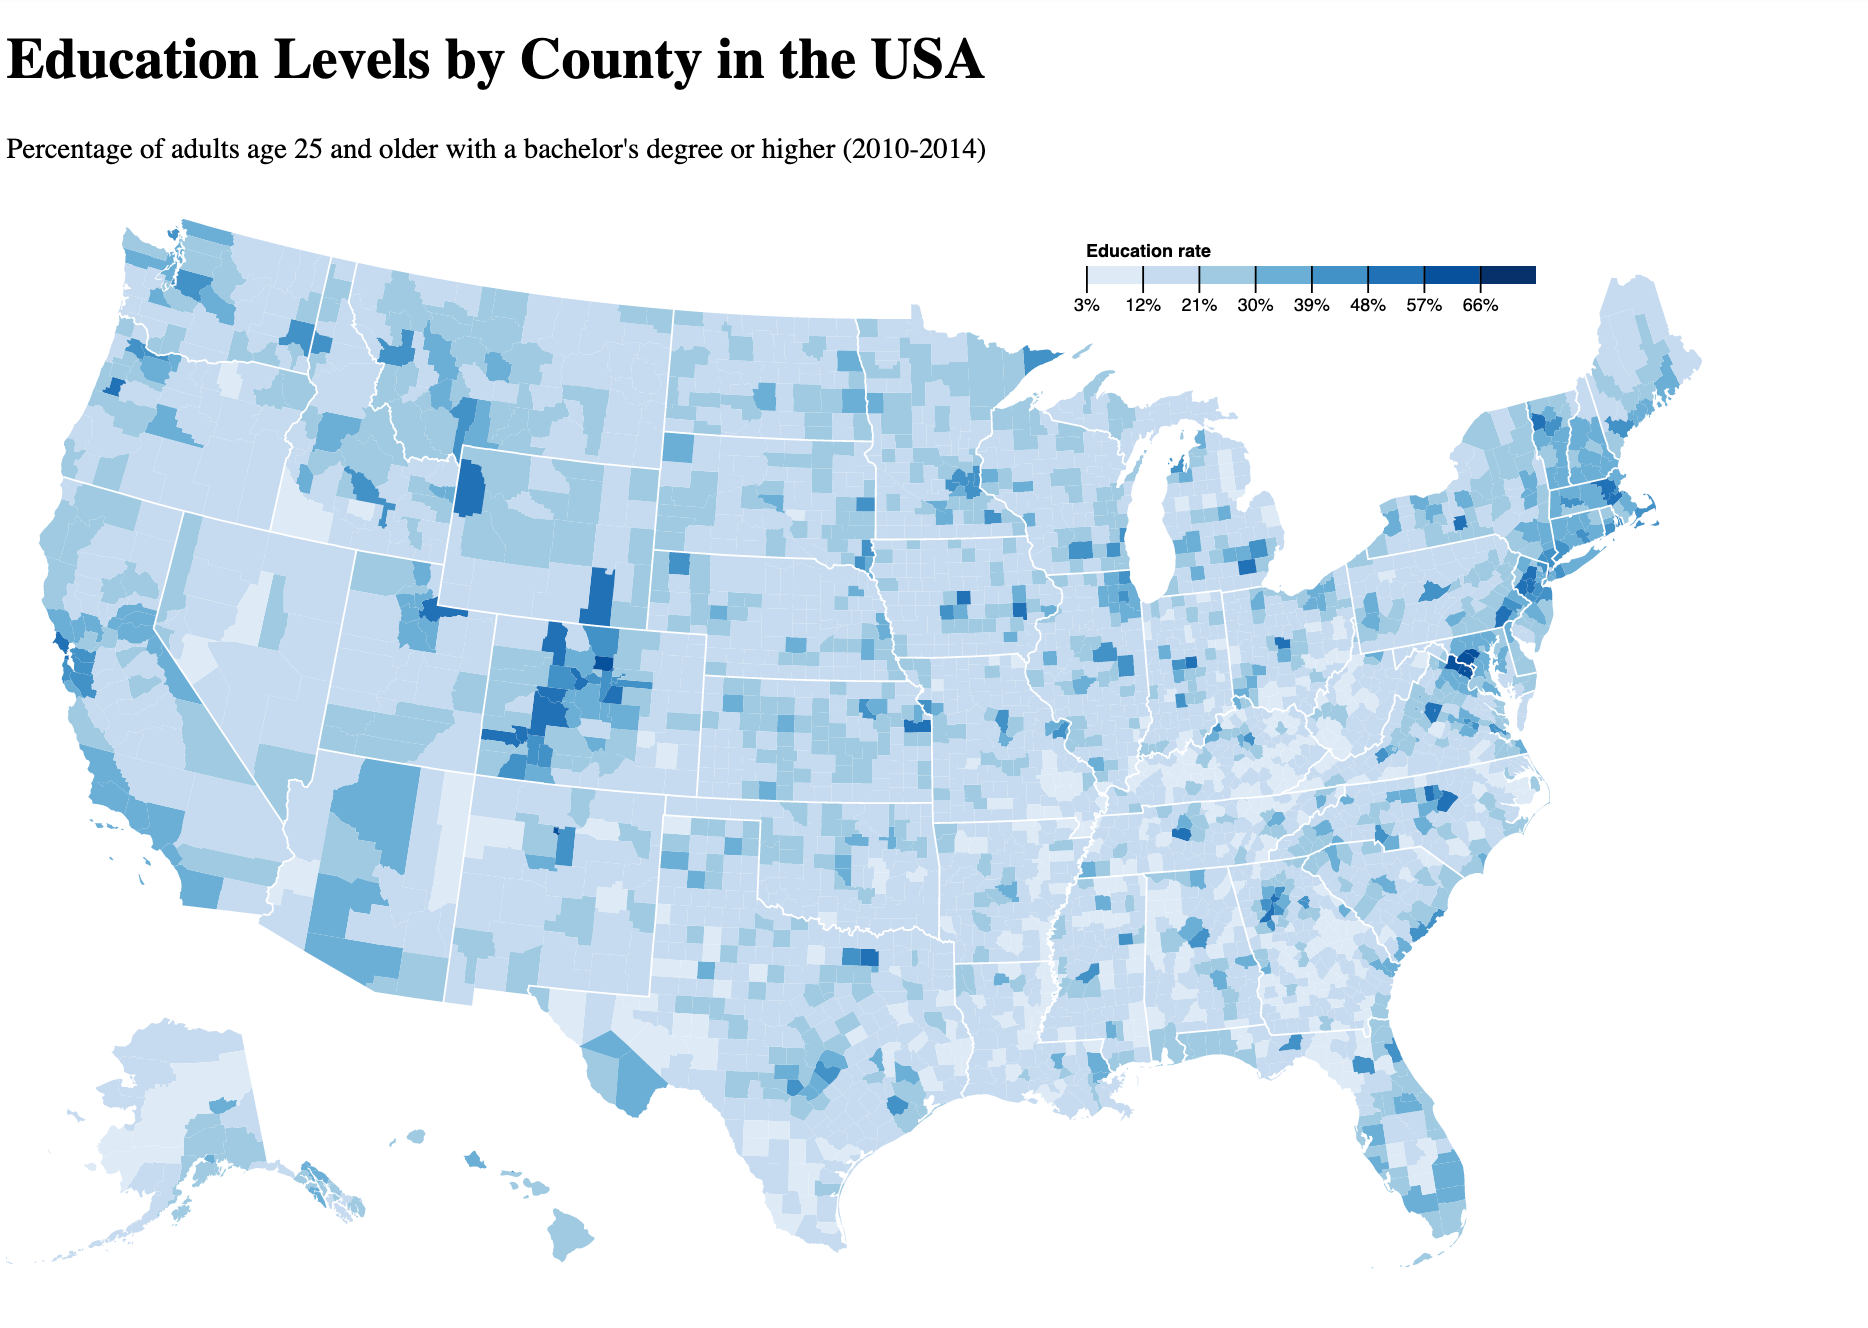 Education Levels by County in the USA
Percentage of adults age 25 and older with a bachelor's degree or higher (2010-2014)
Education rate
3% 12% 21% 30% 39% 48% 57% 66%